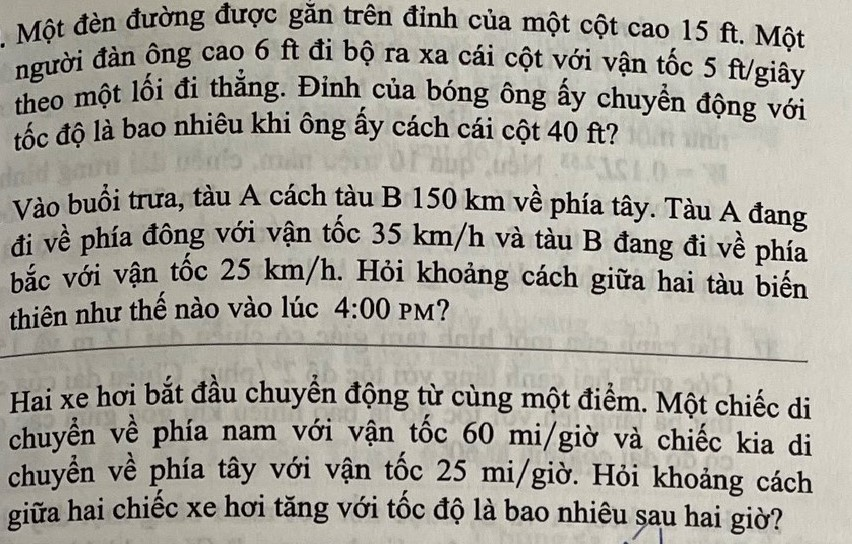 . Một đèn đường được gắn trên đỉnh của một cột cao 15 ft. Một
người đàn ông cao 6 ft đi bộ ra xa cái cột với vận tốc 5 ft/giây
theo một lối đi thẳng. Đỉnh của bóng ông ấy chuyển động với
tốc độ là bao nhiêu khi ông ấy cách cái cột 40 ft?
Vào buổi trưa, tàu A cách tàu B 150 km về phía tây. Tàu A đang
đi về phía đông với vận tốc 35 km/h và tàu B đang đi về phía
bắc với vận tốc 25 km/h. Hỏi khoảng cách giữa hai tàu biến
thiên như thế nào vào lúc 4:00 PM?
Hai xe hơi bắt đầu chuyển động từ cùng một điểm. Một chiếc di
chuyển về phía nam với vận tốc 60 mi/giờ và chiếc kia di
chuyển về phía tây với vận tốc 25 mi/giờ. Hỏi khoảng cách
giữa hai chiếc xe hơi tăng với tốc độ là bao nhiêu sau hai giờ?